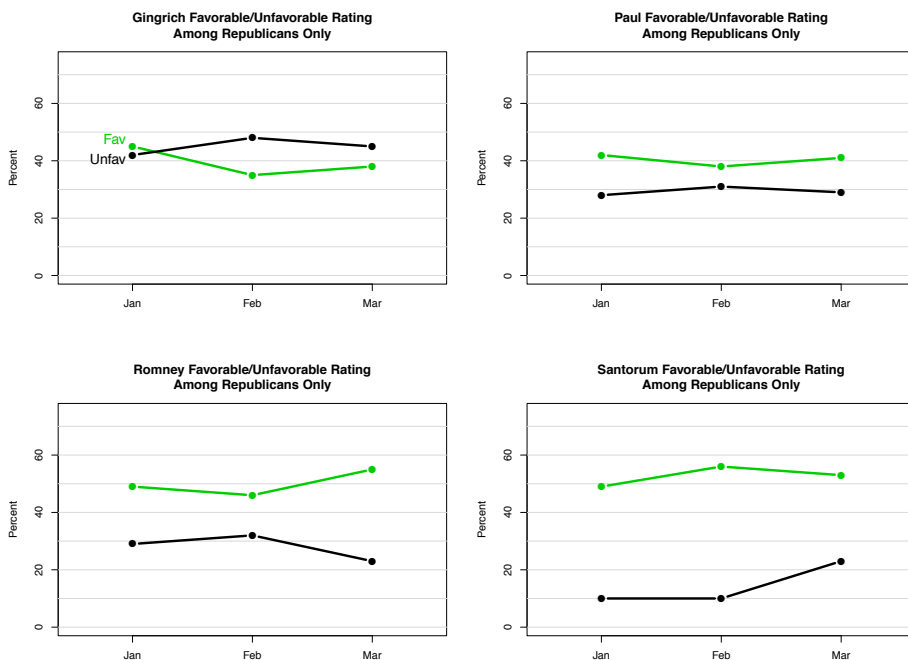 Gingrich Favorable/Unfavorable Rating
Among Republicans Only
Percent
60
40
20
0
Fav
Unfav
Jan Feb Mar
Paul Favorable/Unfavorable Rating
Among Republicans Only
Percent
60
40
20
0
Jan Feb Mar
Romney Favorable/Unfavorable Rating
Among Republicans Only
Percent
60
40
20
0
Jan Feb Mar
Santorum Favorable/Unfavorable Rating
Among Republicans Only
Percent
60
40
20
0
Jan Feb Mar